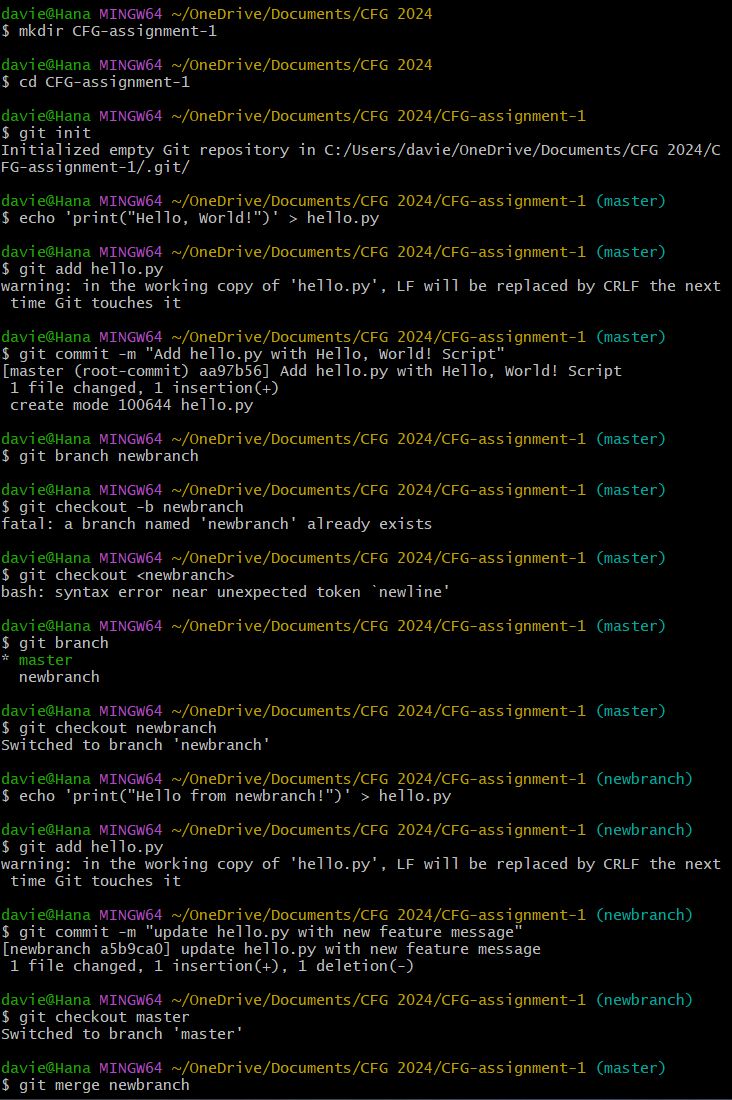 davie@Hana MINGW64 ~/OneDrive/Documents/CFG 2024
$ mkdir CFG-assignment-1
davie@Hana MINGW64 ~/OneDrive/Documents/CFG 2024
$ cd CFG-assignment-1
davie@Hana MINGW64 ~/OneDrive/Documents/CFG 2024/CFG-assignment-1
$ git init
Initialized empty Git repository in C:/Users/davie/OneDrive/Documents/CFG 2024/C
FG-assignment-1/.git/
davie@Hana MINGW64 ~/OneDrive/Documents/CFG 2024/CFG-assignment-1 (master)
$ echo 'print("Hello, World!")' > hello.py
davie@Hana MINGW64 ~/OneDrive/Documents/CFG 2024/CFG-assignment-1 (master)
$ git add hello.py
warning: in the working copy of 'hello.py', LF will be replaced by CRLF the next
 time Git touches it
davie@Hana MINGW64 ~/OneDrive/Documents/CFG 2024/CFG-assignment-1 (master)
$ git commit -m "Add hello.py with Hello, World! Script"
[master (root-commit) aa97b56] Add hello.py with Hello, World! Script
 1 file changed, 1 insertion(+)
 create mode 100644 hello.py
davie@Hana MINGW64 ~/OneDrive/Documents/CFG 2024/CFG-assignment-1 (master)
$ git branch newbranch
davie@Hana MINGW64 ~/OneDrive/Documents/CFG 2024/CFG-assignment-1 (master)
$ git checkout -b newbranch
fatal: a branch named 'newbranch' already exists
davie@Hana MINGW64 ~/OneDrive/Documents/CFG 2024/CFG-assignment-1 (master)
$ git checkout <newbranch>
bash: syntax error near unexpected token `newline'
davie@Hana MINGW64 ~/OneDrive/Documents/CFG 2024/CFG-assignment-1 (master)
$ git branch
* master
  newbranch
davie@Hana MINGW64 ~/OneDrive/Documents/CFG 2024/CFG-assignment-1 (master)
$ git checkout newbranch
Switched to branch 'newbranch'
davie@Hana MINGW64 ~/OneDrive/Documents/CFG 2024/CFG-assignment-1 (newbranch)
$ echo 'print("Hello from newbranch!")' > hello.py
davie@Hana MINGW64 ~/OneDrive/Documents/CFG 2024/CFG-assignment-1 (newbranch)
$ git add hello.py
warning: in the working copy of 'hello.py', LF will be replaced by CRLF the next
 time Git touches it
davie@Hana MINGW64 ~/OneDrive/Documents/CFG 2024/CFG-assignment-1 (newbranch)
$ git commit -m "update hello.py with new feature message"
[newbranch a5b9ca0] update hello.py with new feature message
 1 file changed, 1 insertion(+), 1 deletion(-)
davie@Hana MINGW64 ~/OneDrive/Documents/CFG 2024/CFG-assignment-1 (newbranch)
$ git checkout master
Switched to branch 'master'
davie@Hana MINGW64 ~/OneDrive/Documents/CFG 2024/CFG-assignment-1 (master)
$ git merge newbranch